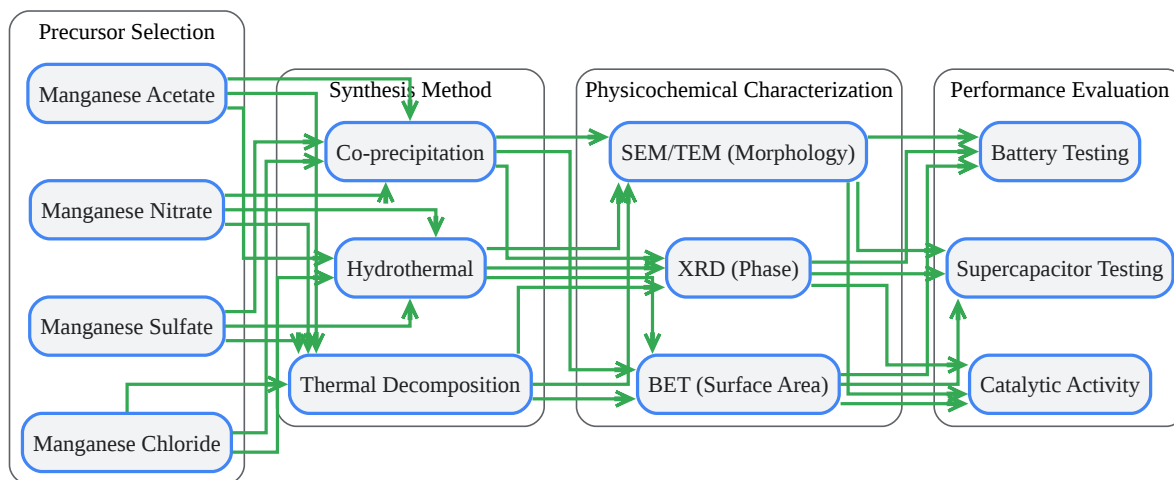 Precursor Selection
Manganese Acetate
Manganese Nitrate
Manganese Sulfate
Manganese Chloride
Synthesis Method
Co-precipitation
Hydrothermal
Thermal Decomposition
Physicochemical Characterization
SEM/TEM (Morphology)
XRD (Phase)
BET (Surface Area)
Performance Evaluation
Battery Testing
Supercapacitor Testing
Catalytic Activity